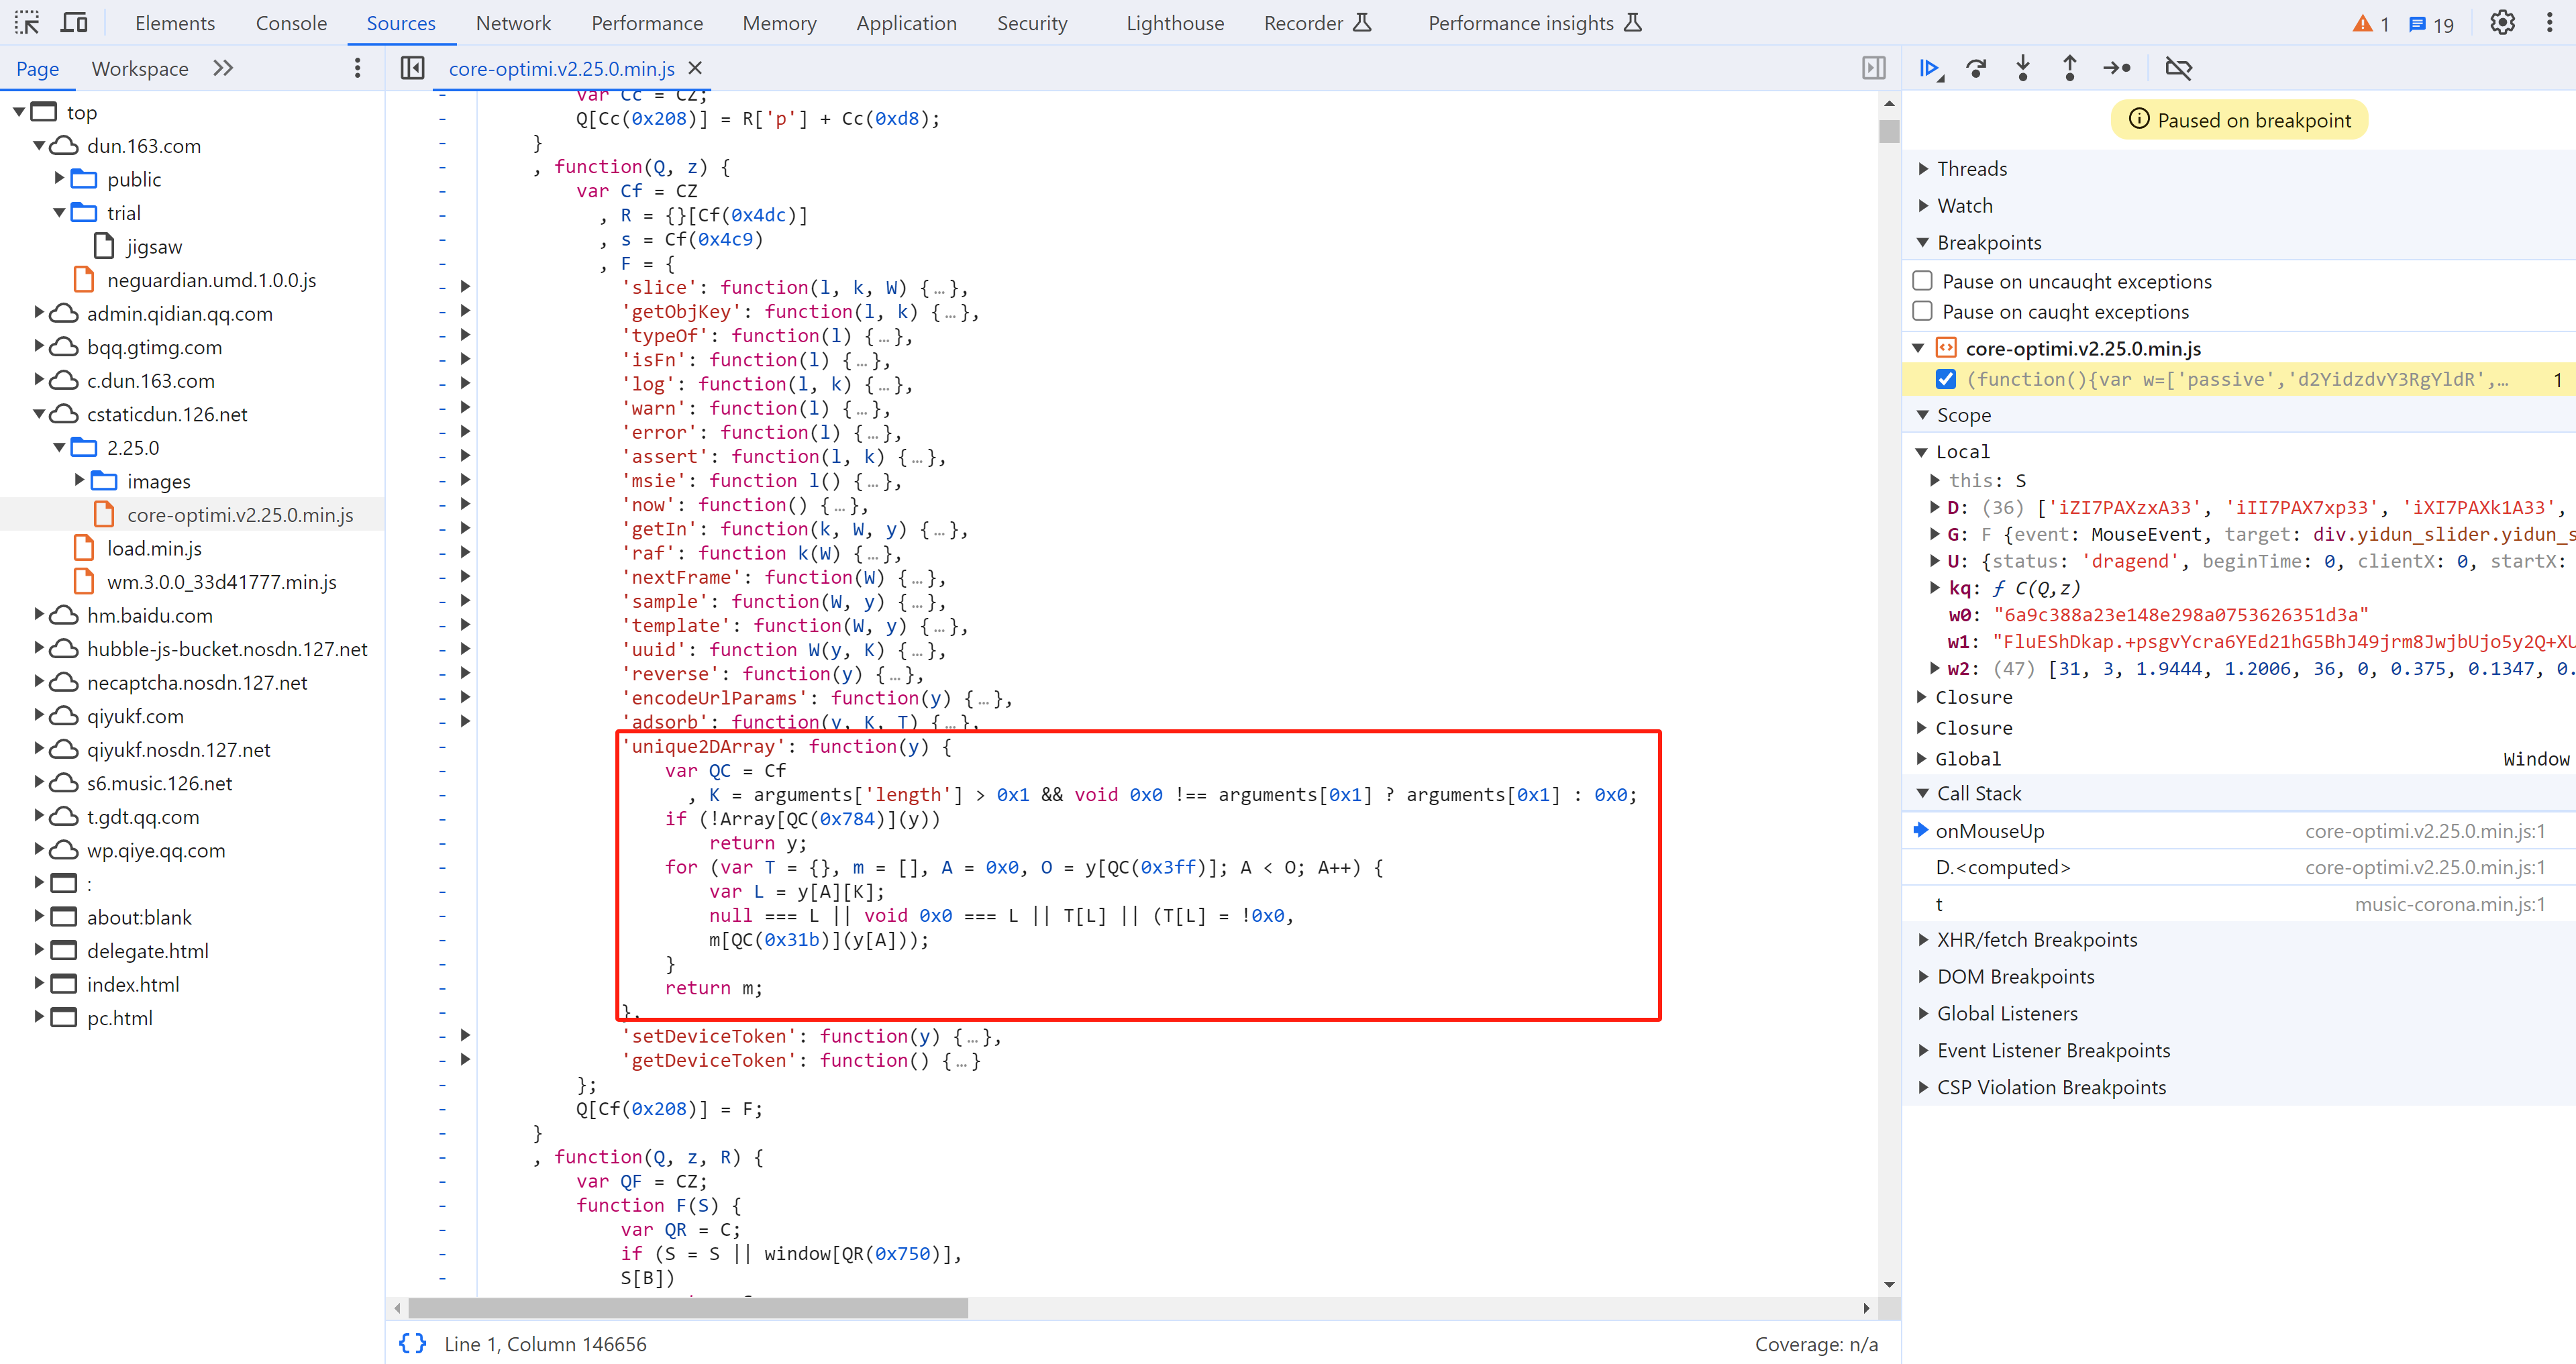 Elements Console Sources Network Performance Memory Application Security Lighthouse Recorder Performance insights 1 19
Page Workspace
top
dun.163.com
public
trial
jigsaw
neguardian.umd.1.0.0.js
admin.qidian.qq.com
bqq.gtimg.com
c.dun.163.com
cstaticdun.126.net
2.25.0
images
core-optimi.v2.25.0.min.js
load.min.js
wm.3.0.0_33d41777.min.js
hm.baidu.com
hubble-js-bucket.nosdn.127.net
necaptcha.nosdn.127.net
qiyukf.com
qiyukf.nosdn.127.net
s6.music.126.net
t.gdt.qq.com
wp.qiye.qq.com
:
about:blank
delegate.html
index.html
pc.html
core-optimi.v2.25.0.min.js
var Cc = CZ;
Q[Cc(0x208)] = R['p'] + Cc(0xd8);
}
, function(Q, z) {
var Cf = CZ
, R = {}[Cf(0x4dc)]
, s = Cf(0x4c9)
, F = {
'slice': function(l, k, W) {…},
'getObjKey': function(l, k) {…},
'typeOf': function(l) {…},
'isFn': function(l) {…},
'log': function(l, k) {…},
'warn': function(l) {…},
'error': function(l) {…},
'assert': function(l, k) {…},
'msie': function l() {…},
'now': function() {…},
'getIn': function(k, W, y) {…},
'raf': function k(W) {…},
'nextFrame': function(W) {…},
'sample': function(W, y) {…},
'template': function(W, y) {…},
'uuid': function W(y, K) {…},
'reverse': function(y) {…},
'encodeUrlParams': function(y) {…},
'adsorb': function(y, K, T) {…},
'unique2DArray': function(y) {
var QC = Cf
, K = arguments['length'] > 0x1 && void 0x0 !== arguments[0x1] ? arguments[0x1] : 0x0;
if (!Array[QC(0x784)](y))
return y;
for (var T = {}, m = [], A = 0x0, O = y[QC(0x3ff)]; A < O; A++) {
var L = y[A][K];
null === L || void 0x0 === L || T[L] || (T[L] = !0x0,
m[QC(0x31b)](y[A]));
}
return m;
},
'setDeviceToken': function(y) {…},
'getDeviceToken': function() {…}
};
Q[Cf(0x208)] = F;
}
, function(Q, z, R) {
var QF = CZ;
function F(S) {
var QR = C;
if (S = S || window[QR(0x750)],
S[B])
Line 1, Column 146656
Coverage: n/a
Paused on breakpoint
Threads
Watch
Breakpoints
Pause on uncaught exceptions
Pause on caught exceptions
core-optimi.v2.25.0.min.js
(function(){var w=['passive','d2YidzdvY3RgYldR',… 1
Scope
Local
this: S
D: (36) ['iZI7PAXzxA33', 'iII7PAX7xp33', 'iXI7PAXk1A33',
G: F {event: MouseEvent, target: div.yidun_slider.yidun_s
U: {status: 'dragend', beginTime: 0, clientX: 0, startX:
kq: ƒ C(Q,z)
w0: "6a9c388a23e148e298a0753626351d3a"
w1: "FluEShDkap.+psgvYcra6YEd21hG5BhJ49jrm8JwjbUjo5y2Q+XU
w2: (47) [31, 3, 1.9444, 1.2006, 36, 0, 0.375, 0.1347, 0.
Closure
Closure
Global Window
Call Stack
onMouseUp core-optimi.v2.25.0.min.js:1
D.<computed> core-optimi.v2.25.0.min.js:1
t music-corona.min.js:1
XHR/fetch Breakpoints
DOM Breakpoints
Global Listeners
Event Listener Breakpoints
CSP Violation Breakpoints